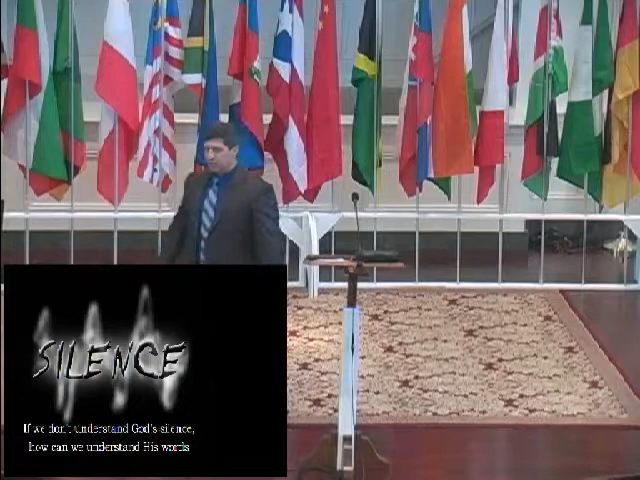 SILENCE
If we don't understand God's silence,
how can we understand His words